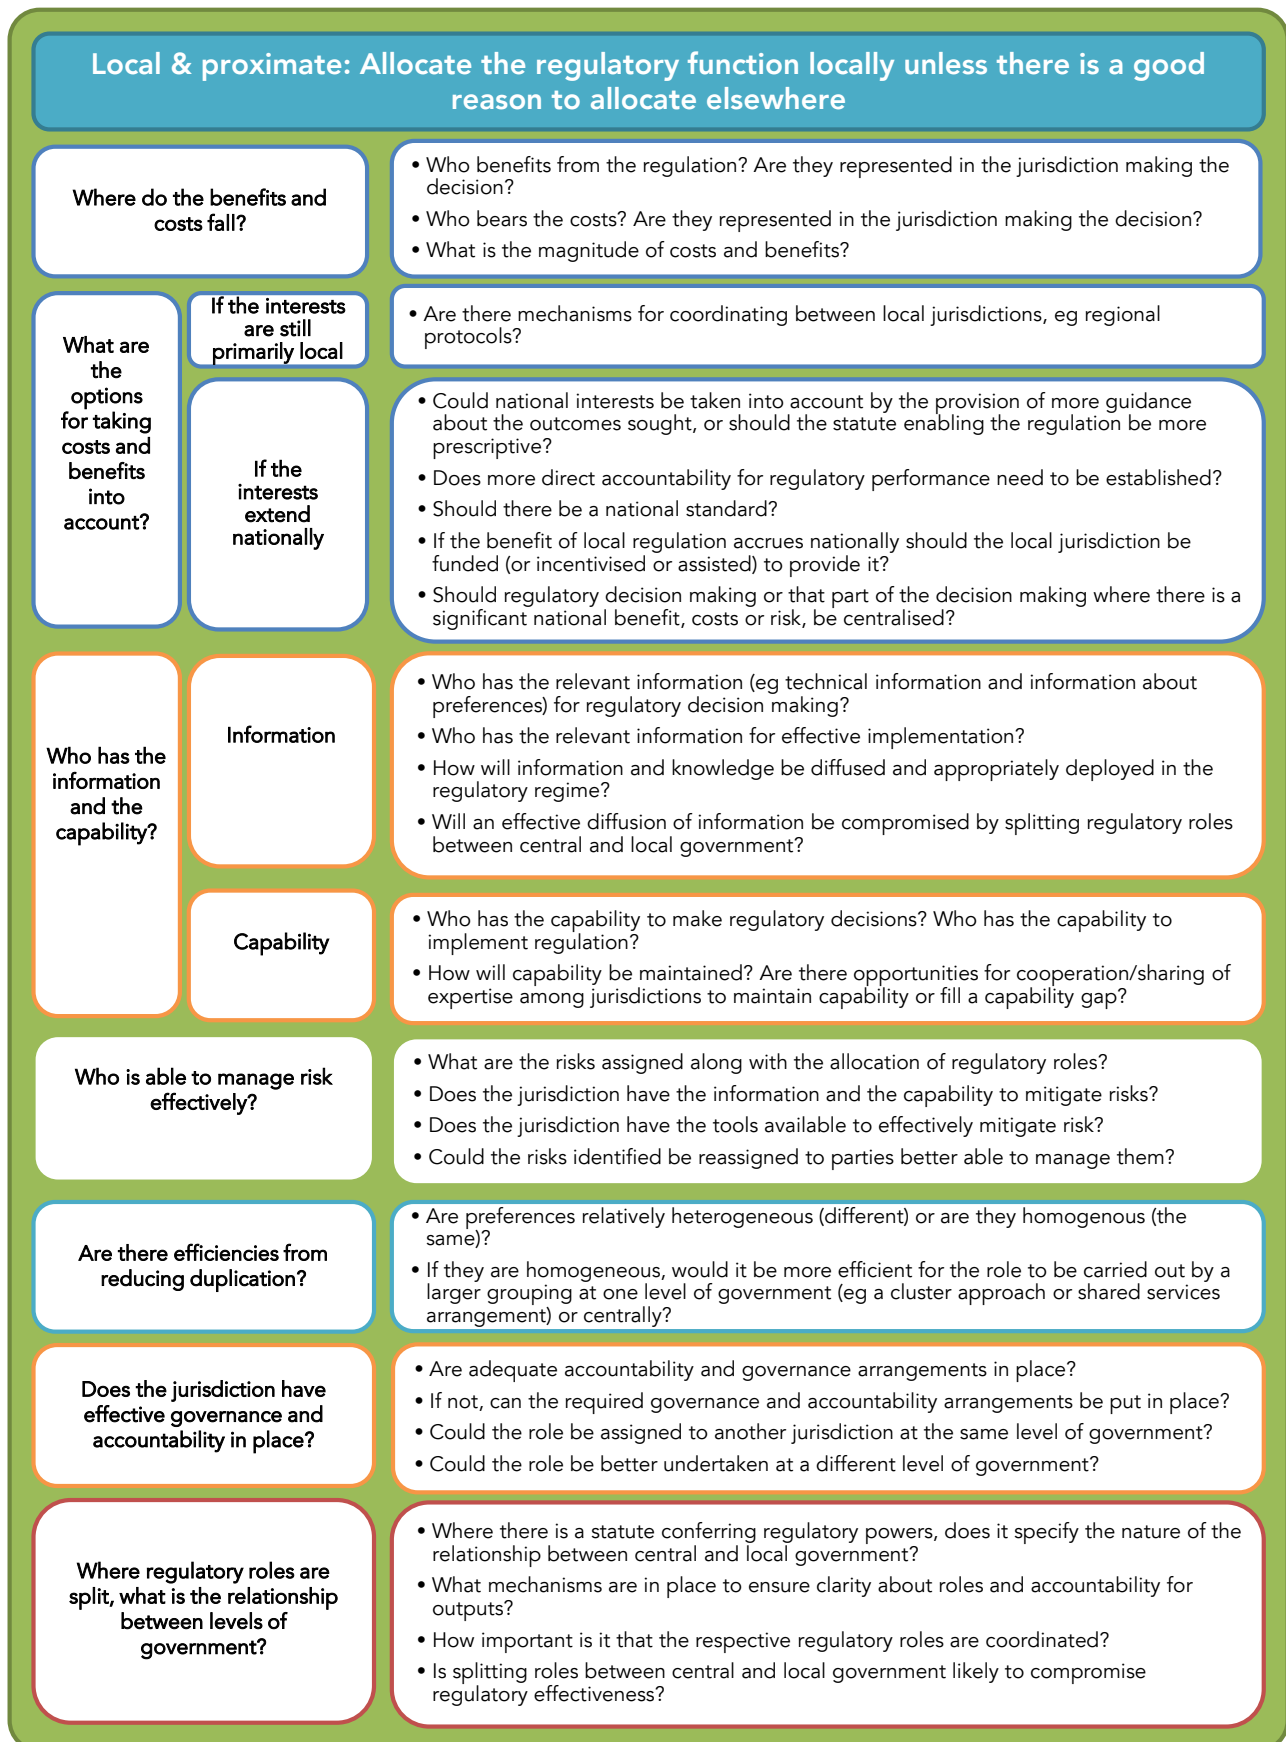 Local & proximate: Allocate the regulatory function locally unless there is a good
reason to allocate elsewhere
Where do the benefits and
costs fall?
• Who benefits from the regulation? Are they represented in the jurisdiction making the
decision?
• Who bears the costs? Are they represented in the jurisdiction making the decision?
• What is the magnitude of costs and benefits?
What are
the
options
for taking
costs and
benefits
into
account?
If the interests
are still
primarily local
• Are there mechanisms for coordinating between local jurisdictions, eg regional
protocols?
If the
interests
extend
nationally
• Could national interests be taken into account by the provision of more guidance
about the outcomes sought, or should the statute enabling the regulation be more
prescriptive?
• Does more direct accountability for regulatory performance need to be established?
• Should there be a national standard?
• If the benefit of local regulation accrues nationally should the local jurisdiction be
funded (or incentivised or assisted) to provide it?
• Should regulatory decision making or that part of the decision making where there is a
significant national benefit, costs or risk, be centralised?
Who has the
information
and the
capability?
Information
• Who has the relevant information (eg technical information and information about
preferences) for regulatory decision making?
• Who has the relevant information for effective implementation?
• How will information and knowledge be diffused and appropriately deployed in the
regulatory regime?
• Will an effective diffusion of information be compromised by splitting regulatory roles
between central and local government?
Capability
• Who has the capability to make regulatory decisions? Who has the capability to
implement regulation?
• How will capability be maintained? Are there opportunities for cooperation/sharing of
expertise among jurisdictions to maintain capability or fill a capability gap?
Who is able to manage risk
effectively?
• What are the risks assigned along with the allocation of regulatory roles?
• Does the jurisdiction have the information and the capability to mitigate risks?
• Does the jurisdiction have the tools available to effectively mitigate risk?
• Could the risks identified be reassigned to parties better able to manage them?
Are there efficiencies from
reducing duplication?
• Are preferences relatively heterogeneous (different) or are they homogenous (the
same)?
• If they are homogeneous, would it be more efficient for the role to be carried out by a
larger grouping at one level of government (eg a cluster approach or shared services
arrangement) or centrally?
Does the jurisdiction have
effective governance and
accountability in place?
• Are adequate accountability and governance arrangements in place?
• If not, can the required governance and accountability arrangements be put in place?
• Could the role be assigned to another jurisdiction at the same level of government?
• Could the role be better undertaken at a different level of government?
Where regulatory roles are
split, what is the relationship
between levels of
government?
• Where there is a statute conferring regulatory powers, does it specify the nature of the
relationship between central and local government?
• What mechanisms are in place to ensure clarity about roles and accountability for
outputs?
• How important is it that the respective regulatory roles are coordinated?
• Is splitting roles between central and local government likely to compromise
regulatory effectiveness?